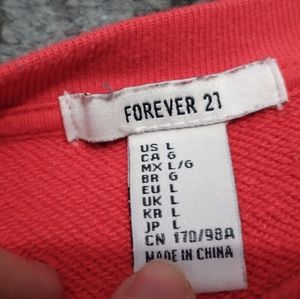 FOREVER 21
US L
CA G
MX L/G
BR G
EU L
UK L
KR L
JP L
CN 170/98A
MADE IN CHINA